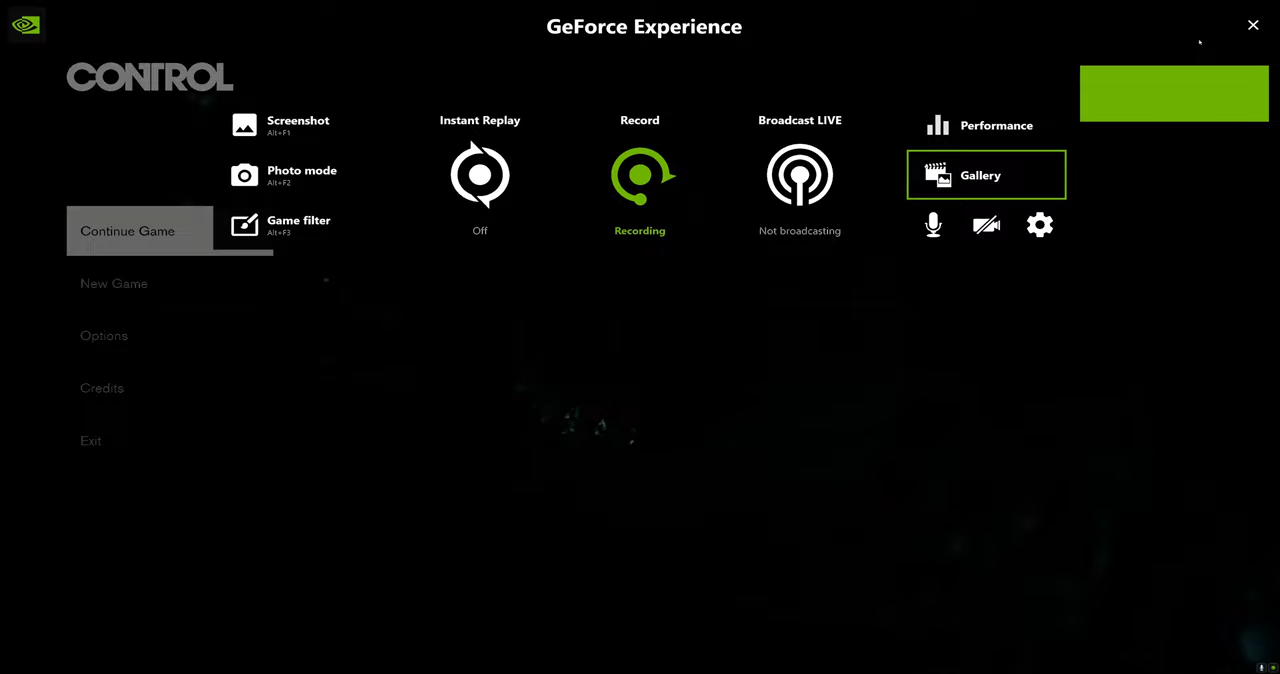 GeForce Experience
CONTROL
Screenshot
Alt+F1
Photo mode
Alt+F2
Game filter
Alt+F3
Instant Replay
Off
Record
Recording
Broadcast LIVE
Not broadcasting
Performance
Gallery
Continue Game
New Game
Options
Credits
Exit